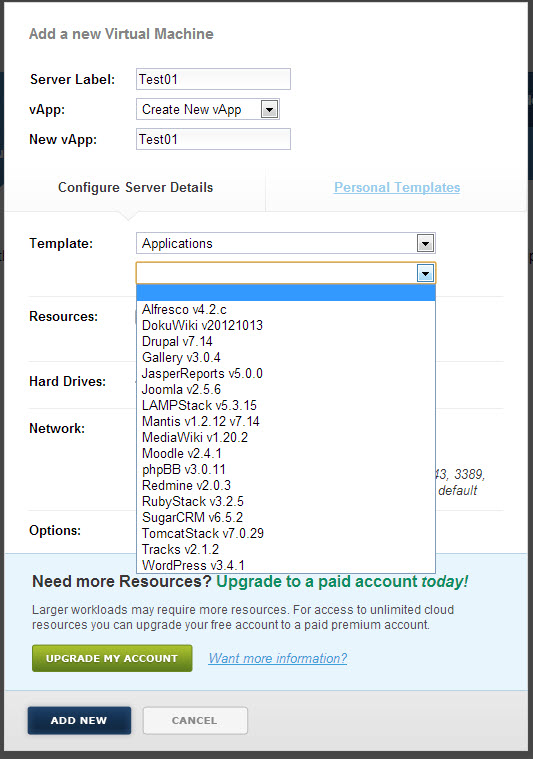 Add a new Virtual Machine
Server Label: Test01
vApp: Create New vApp
New vApp: Test01
Configure Server Details Personal Templates
Template: Applications
Resources:
Hard Drives:
Network:
Options:
Alfresco v4.2.c
DokuWiki v20121013
Drupal v7.14
Gallery v3.0.4
JasperReports v5.0.0
Joomla v2.5.6
LAMPStack v5.3.15
Mantis v1.2.12 v7.14
MediaWiki v1.20.2
Moodle v2.4.1
phpBB v3.0.11
Redmine v2.0.3
RubyStack v3.2.5
SugarCRM v6.5.2
TomcatStack v7.0.29
Tracks v2.1.2
WordPress v3.4.1
43, 3389,
default
Need more Resources? Upgrade to a paid account today!
Larger workloads may require more resources. For access to unlimited cloud
resources you can upgrade your free account to a paid premium account.
UPGRADE MY ACCOUNT Want more information?
ADD NEW CANCEL